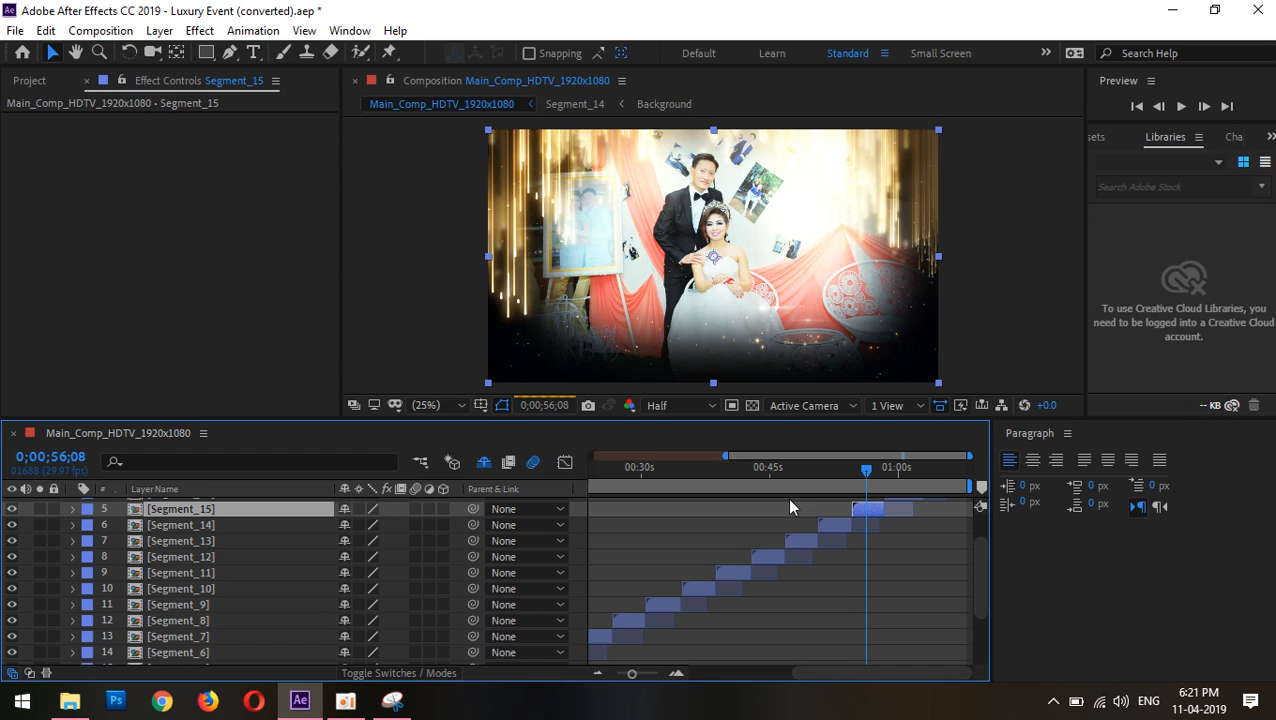 Adobe After Effects CC 2019 - Luxury Event (converted).aep *
File Edit Composition Layer Effect Animation View Window Help
Snapping Default Learn Standard Small Screen Search Help
Project Effect Controls Segment_15 Composition Main_Comp_HDTV_1920x1080 Preview
Main_Comp_HDTV_1920x1080 • Segment_15 Main_Comp_HDTV_1920x1080 Segment_14 Background
sets Libraries Cha
Search Adobe Stock
To use Creative Cloud Libraries, you
need to be logged into a Creative Cloud
account.
(25%) 0;00;56;08 Half Active Camera 1 View +0.0 -- KB
Main_Comp_HDTV_1920x1080 Paragraph
0;00;56;08
01688 (29.97 fps)
00:30s 00:45s 01:00s
# Layer Name Parent & Link
0 px 0 px 0 px
0 px 0 px
5 [Segment_15] None
6 [Segment_14] None
7 [Segment_13] None
8 [Segment_12] None
9 [Segment_11] None
10 [Segment_10] None
11 [Segment_9] None
12 [Segment_8] None
13 [Segment_7] None
14 [Segment_6] None
Toggle Switches / Modes
Ps Ae ENG 6:21 PM
11-04-2019